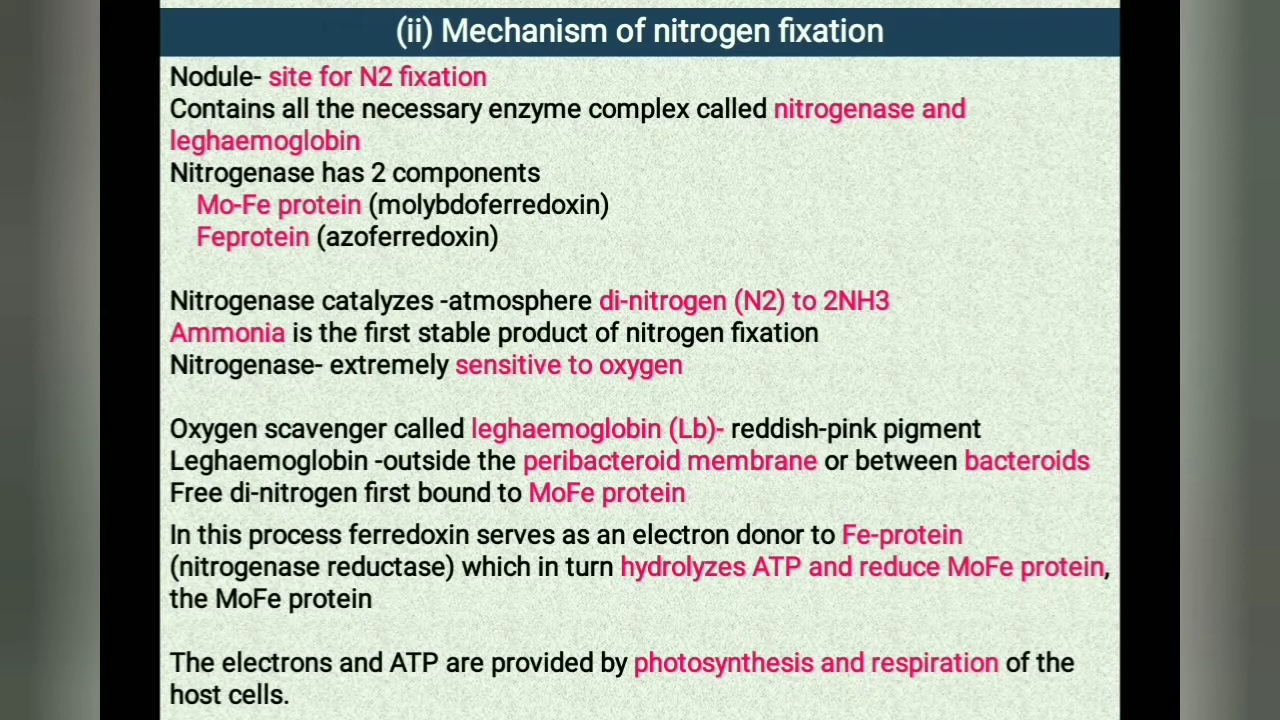 (ii) Mechanism of nitrogen fixation
Nodule- site for N2 fixation
Contains all the necessary enzyme complex called nitrogenase and
leghaemoglobin
Nitrogenase has 2 components
Mo-Fe protein (molybdoferredoxin)
Feprotein (azoferredoxin)
Nitrogenase catalyzes -atmosphere di-nitrogen (N2) to 2NH3
Ammonia is the first stable product of nitrogen fixation
Nitrogenase- extremely sensitive to oxygen
Oxygen scavenger called leghaemoglobin (Lb)- reddish-pink pigment
Leghaemoglobin -outside the peribacteroid membrane or between bacteroids
Free di-nitrogen first bound to MoFe protein
In this process ferredoxin serves as an electron donor to Fe-protein
(nitrogenase reductase) which in turn hydrolyzes ATP and reduce MoFe protein,
the MoFe protein
The electrons and ATP are provided by photosynthesis and respiration of the
host cells.